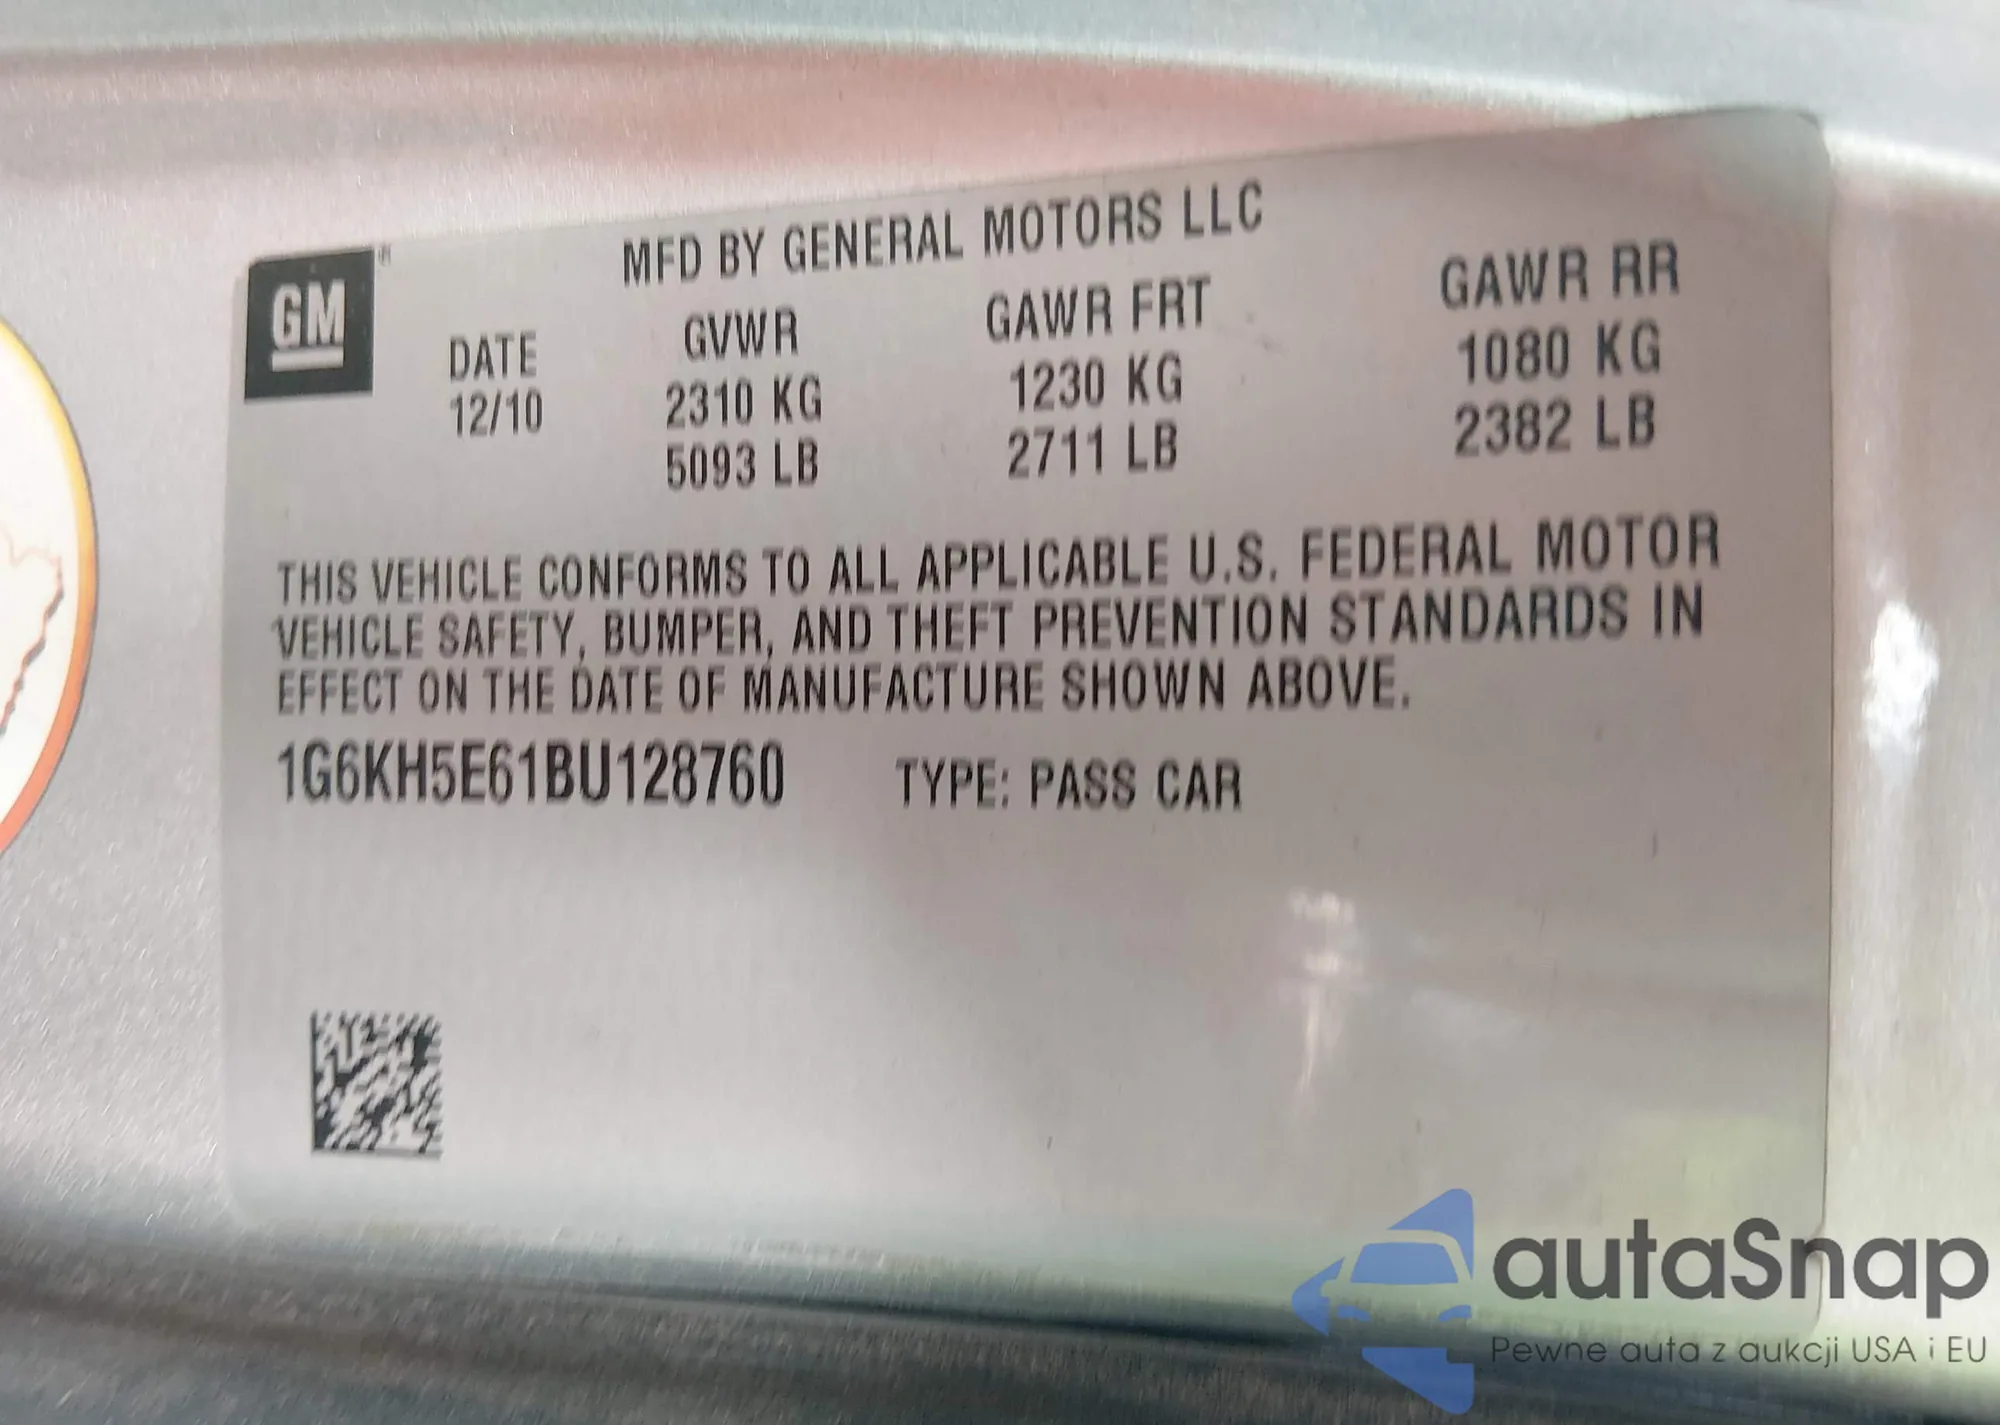 GM
MFD BY GENERAL MOTORS LLC
DATE GVWR GAWR FRT GAWR RR
12/10 2310 KG 1230 KG 1080 KG
5093 LB 2711 LB 2382 LB
THIS VEHICLE CONFORMS TO ALL APPLICABLE U.S. FEDERAL MOTOR
VEHICLE SAFETY, BUMPER, AND THEFT PREVENTION STANDARDS IN
EFFECT ON THE DATE OF MANUFACTURE SHOWN ABOVE.
1G6KH5E61BU128760 TYPE: PASS CAR
autaSnap
Pewne auta z aukcji USA i EU